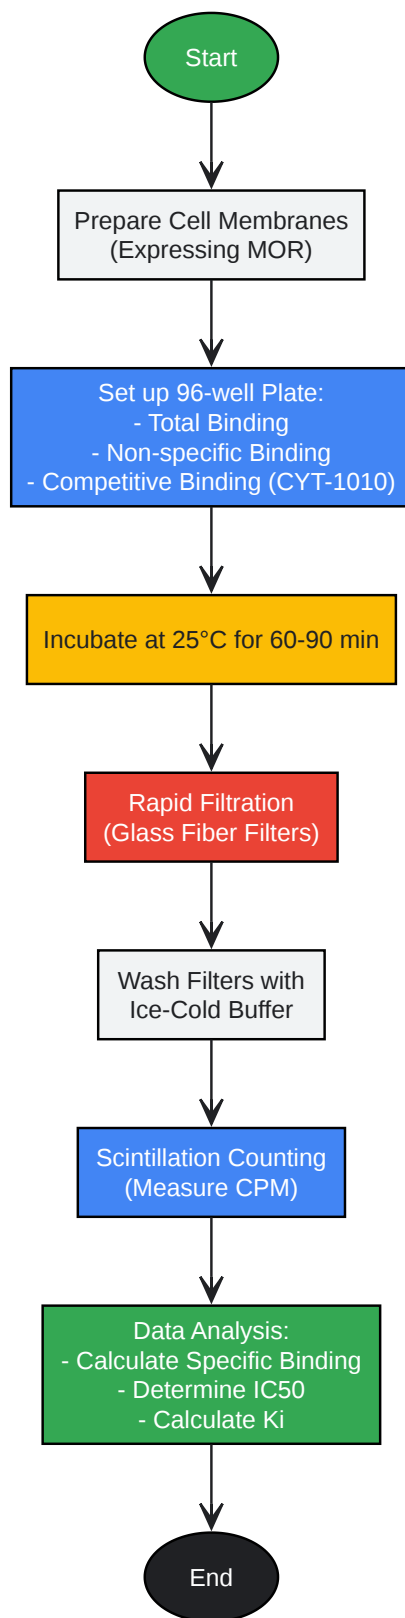 Start
Prepare Cell Membranes
(Expressing MOR)
Set up 96-well Plate:
- Total Binding
- Non-specific Binding
- Competitive Binding (CYT-1010)
Incubate at 25°C for 60-90 min
Rapid Filtration
(Glass Fiber Filters)
Wash Filters with
Ice-Cold Buffer
Scintillation Counting
(Measure CPM)
Data Analysis:
- Calculate Specific Binding
- Determine IC50
- Calculate Ki
End